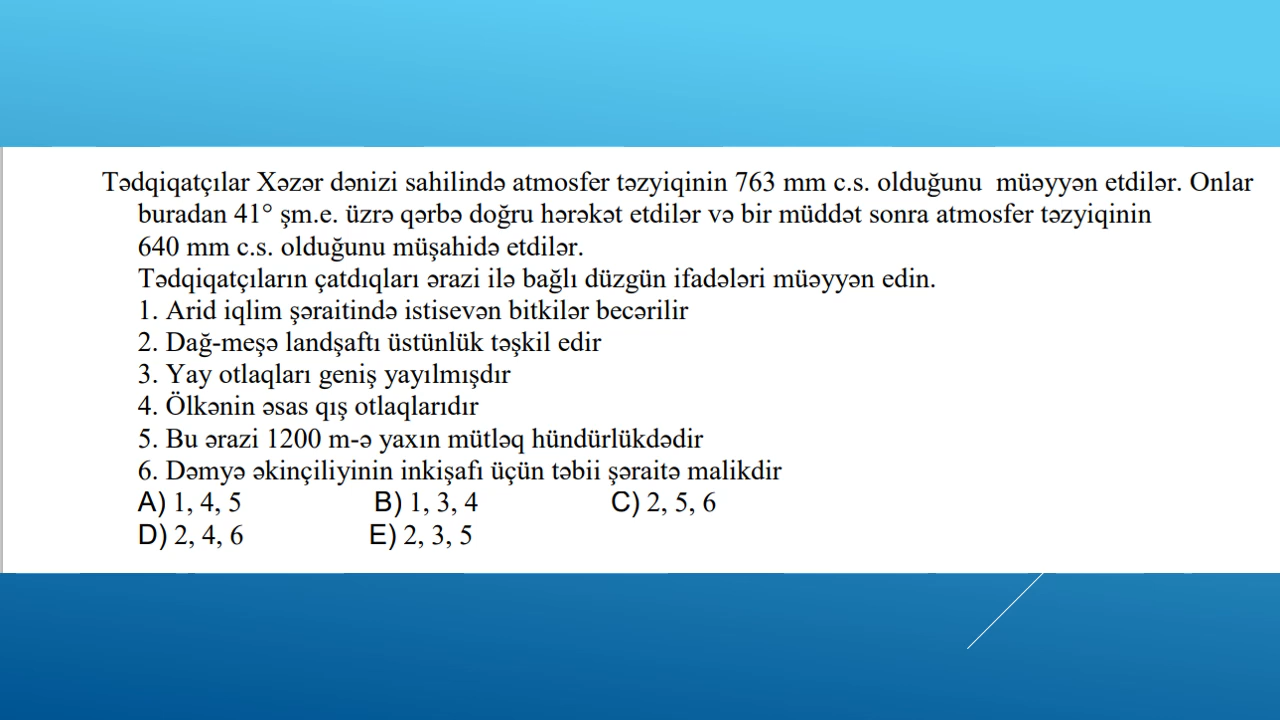 Tədqiqatçılar Xəzər dənizi sahilində atmosfer təzyiqinin 763 mm c.s. olduğunu müəyyən etdilər. Onlar
buradan 41° şm.e. üzrə qərbə doğru hərəkət etdilər və bir müddət sonra atmosfer təzyiqinin
640 mm c.s. olduğunu müşahidə etdilər.
Tədqiqatçıların çatdıqları ərazi ilə bağlı düzgün ifadələri müəyyən edin.
1. Arid iqlim şəraitində istisevən bitkilər becərilir
2. Dağ-meşə landşaftı üstünlük təşkil edir
3. Yay otlaqları geniş yayılmışdır
4. Ölkənin əsas qış otlaqlarıdır
5. Bu ərazi 1200 m-ə yaxın mütləq hündürlükdədir
6. Dəmyə əkinçiliyinin inkişafı üçün təbii şəraitə malikdir
A) 1, 4, 5 B) 1, 3, 4 C) 2, 5, 6
D) 2, 4, 6 E) 2, 3, 5